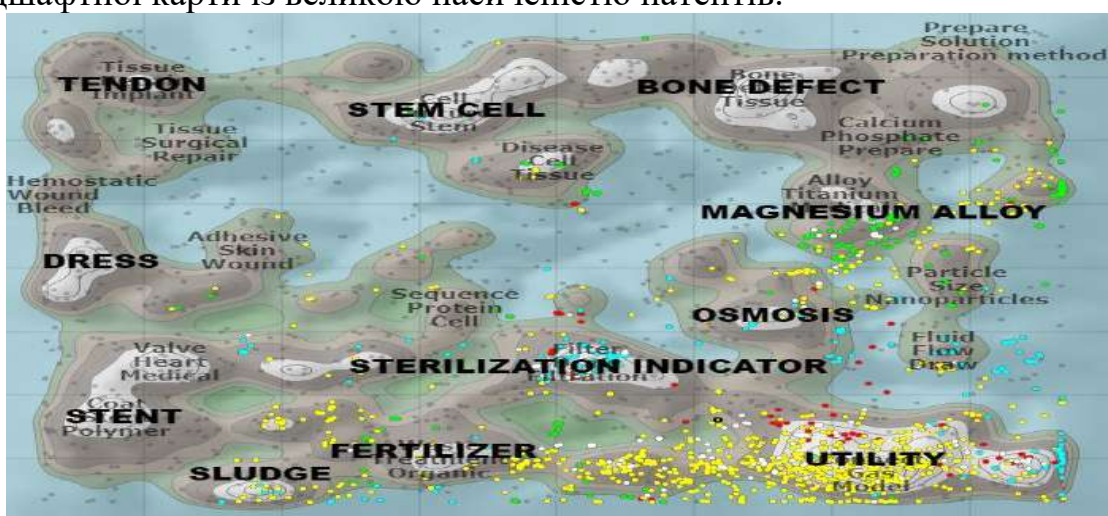 ндшафтної карти із великою насиченістю патентів.
Prepare
Solution
Preparation method
Tissue
Implant
TENDON
STEM CELL
Cell
Stem
BONE DEFECT
Bone
Tissue
Tissue
Surgical
Repair
Disease
Cell
Tissue
Calcium
Phosphate
Prepare
Hemostatic
Wound
Bleed
Alloy
Titanium
MAGNESIUM ALLOY
DRESS
Adhesive
Skin
Wound
Sequence
Protein
Cell
Particle
Size
Nanoparticles
OSMOSIS
Valve
Heart
Medical
STERILIZATION INDICATOR
Filter
Filtration
Fluid
Flow
Draw
STENT
Coat
Polymer
FERTILIZER
Organic
SLUDGE
UTILITY
Model